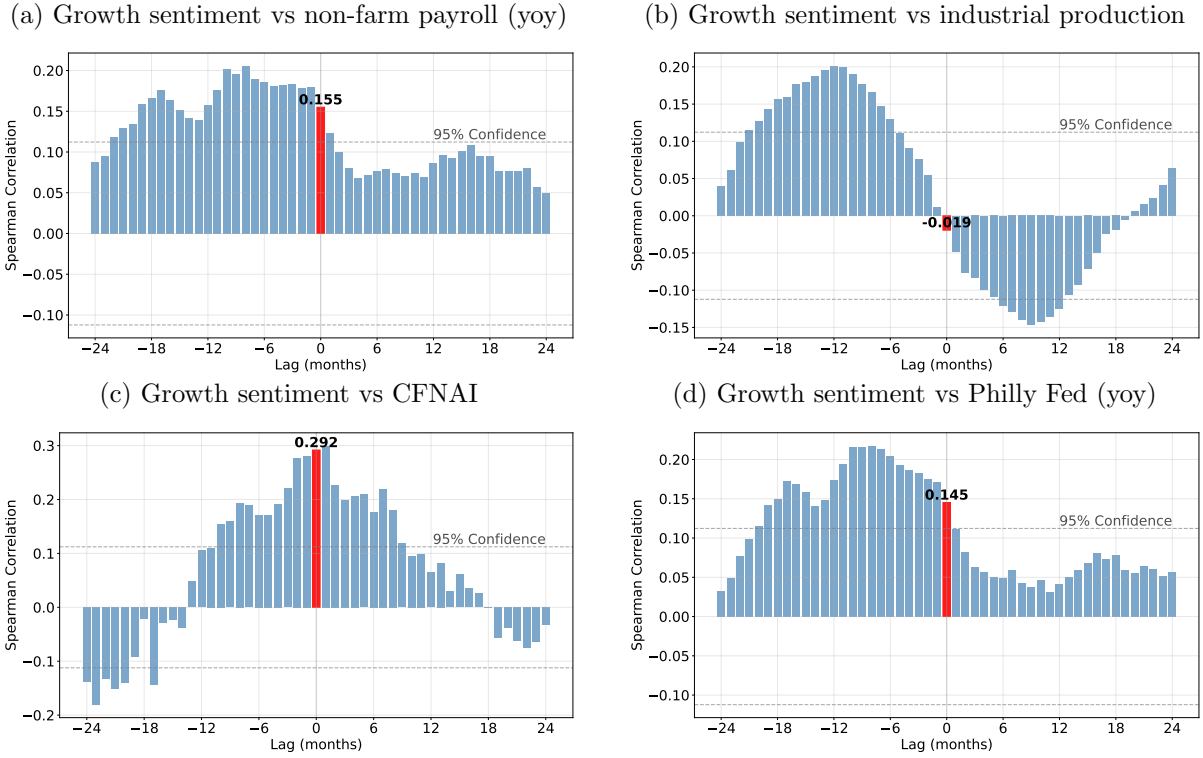 (a) Growth sentiment vs non-farm payroll (yoy)
0.20
0.15
0.10
0.05
0.00
−0.05
−0.10
Spearman Correlation
0.155
95% Confidence
−24 −18 −12 −6 0 6 12 18 24
Lag (months)
(b) Growth sentiment vs industrial production
0.20
0.15
0.10
0.05
0.00
−0.05
−0.10
−0.15
Spearman Correlation
-0.019
95% Confidence
−24 −18 −12 −6 0 6 12 18 24
Lag (months)
(c) Growth sentiment vs CFNAI
0.3
0.2
0.1
0.0
−0.1
−0.2
Spearman Correlation
0.292
95% Confidence
−24 −18 −12 −6 0 6 12 18 24
Lag (months)
(d) Growth sentiment vs Philly Fed (yoy)
0.20
0.15
0.10
0.05
0.00
−0.05
−0.10
Spearman Correlation
0.145
95% Confidence
−24 −18 −12 −6 0 6 12 18 24
Lag (months)